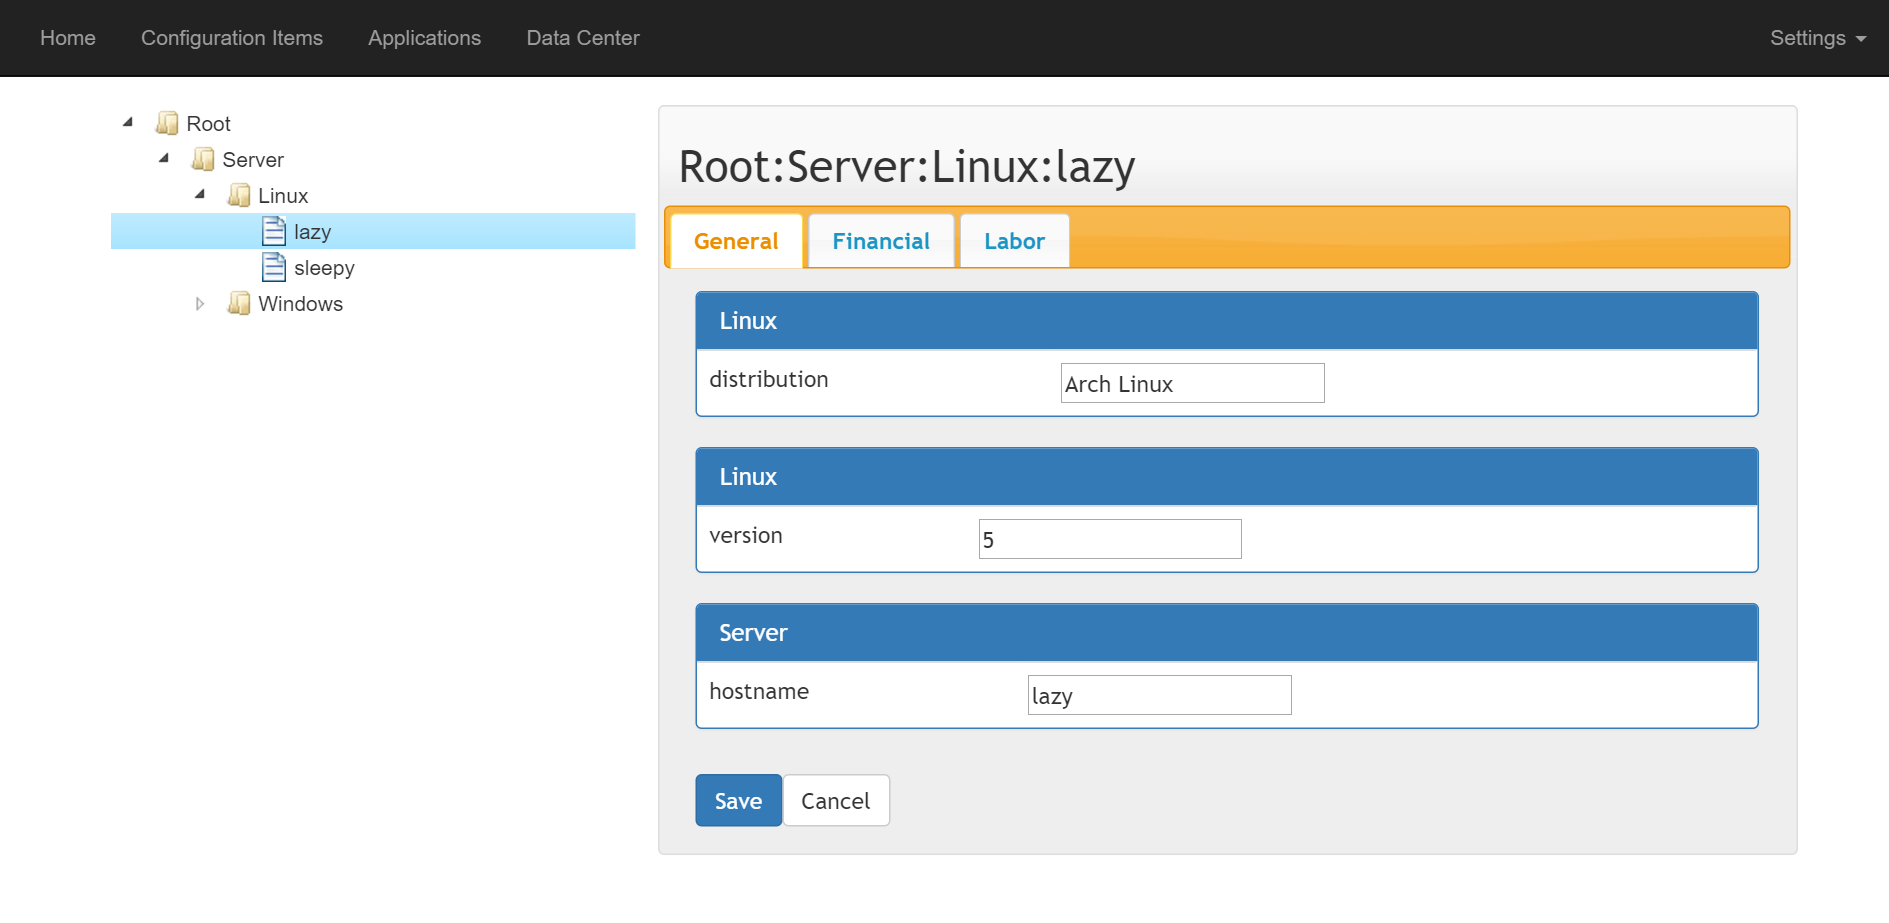 Home Configuration Items Applications Data Center Settings
Root
Server
Linux
lazy
sleepy
Windows
Root:Server:Linux:lazy
General Financial Labor
Linux
distribution Arch Linux
Linux
version 5
Server
hostname lazy
Save Cancel